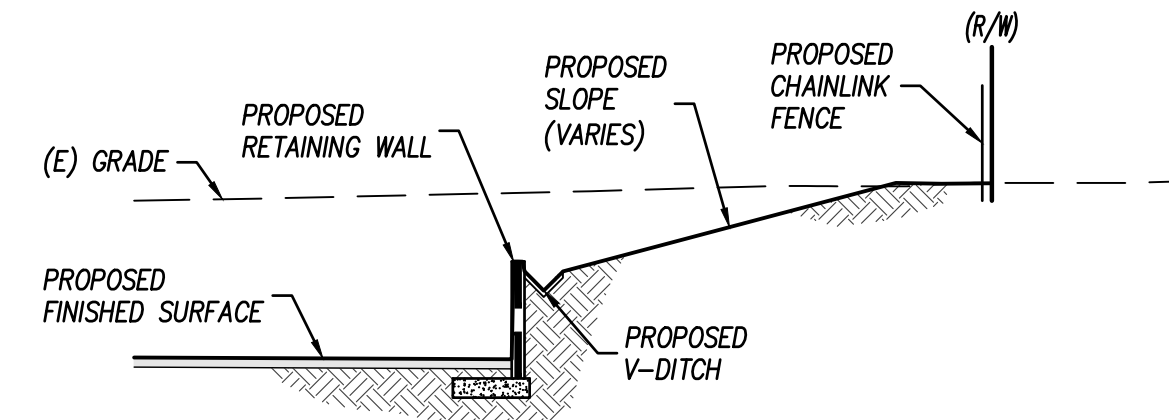 (R/W)
PROPOSED
CHAINLINK
FENCE
PROPOSED
SLOPE
(VARIES)
PROPOSED
RETAINING WALL
(E) GRADE
PROPOSED
FINISHED SURFACE
PROPOSED
V-DITCH